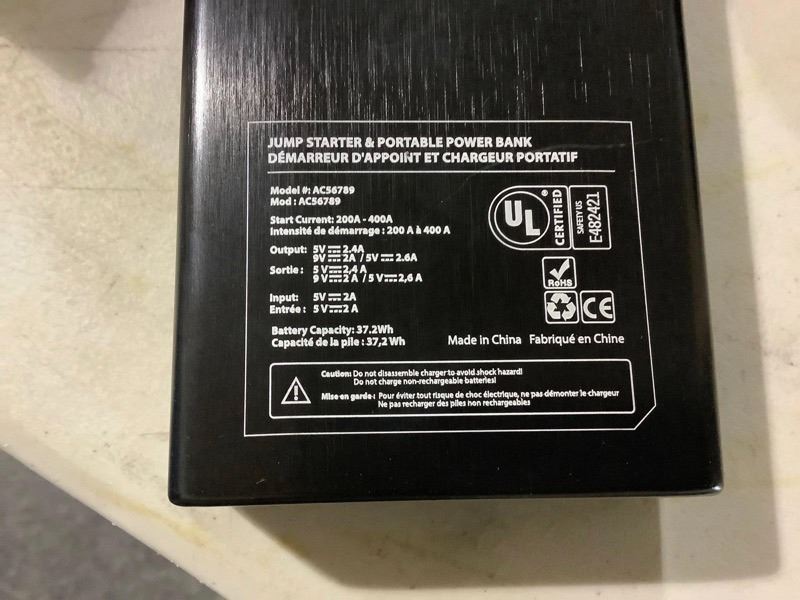 JUMP STARTER & PORTABLE POWER BANK
DÉMARREUR D'APPOINT ET CHARGEUR PORTATIF
Model #: AC56789
Mod : AC56789
Start Current: 200A - 400A
Intensité de démarrage : 200 A à 400 A
Output: 5V⎓2.4A
9V⎓2A / 5V⎓2.6A
Sortie : 5 V⎓2,4 A
9 V⎓2 A / 5 V⎓2,6 A
Input: 5V⎓2A
Entrée : 5 V⎓2 A
Battery Capacity: 37.2Wh
Capacité de la pile : 37,2 Wh
UL ®
CERTIFIED
SAFETY US
E482421
RoHS
CE
Made in China Fabriqué en Chine
Caution: Do not disassemble charger to avoid shock hazard!
Do not charge non-rechargeable batteries!
Mise en garde : Pour éviter tout risque de choc électrique, ne pas démonter le chargeur
Ne pas recharger des piles non rechargeables